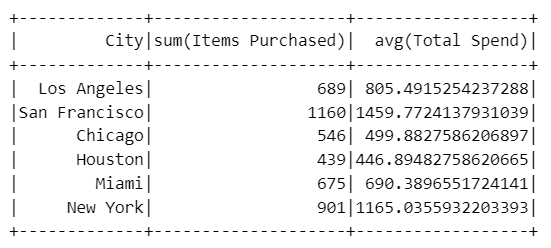 +-------------+--------------------+------------------+
|         City|sum(Items Purchased)|  avg(Total Spend)|
+-------------+--------------------+------------------+
|  Los Angeles|                 689| 805.4915254237288|
|San Francisco|                1160|1459.7724137931039|
|      Chicago|                 546| 499.8827586206897|
|      Houston|                 439|446.89482758620665|
|        Miami|                 675| 690.3896551724141|
|     New York|                 901|1165.0355932203393|
+-------------+--------------------+------------------+